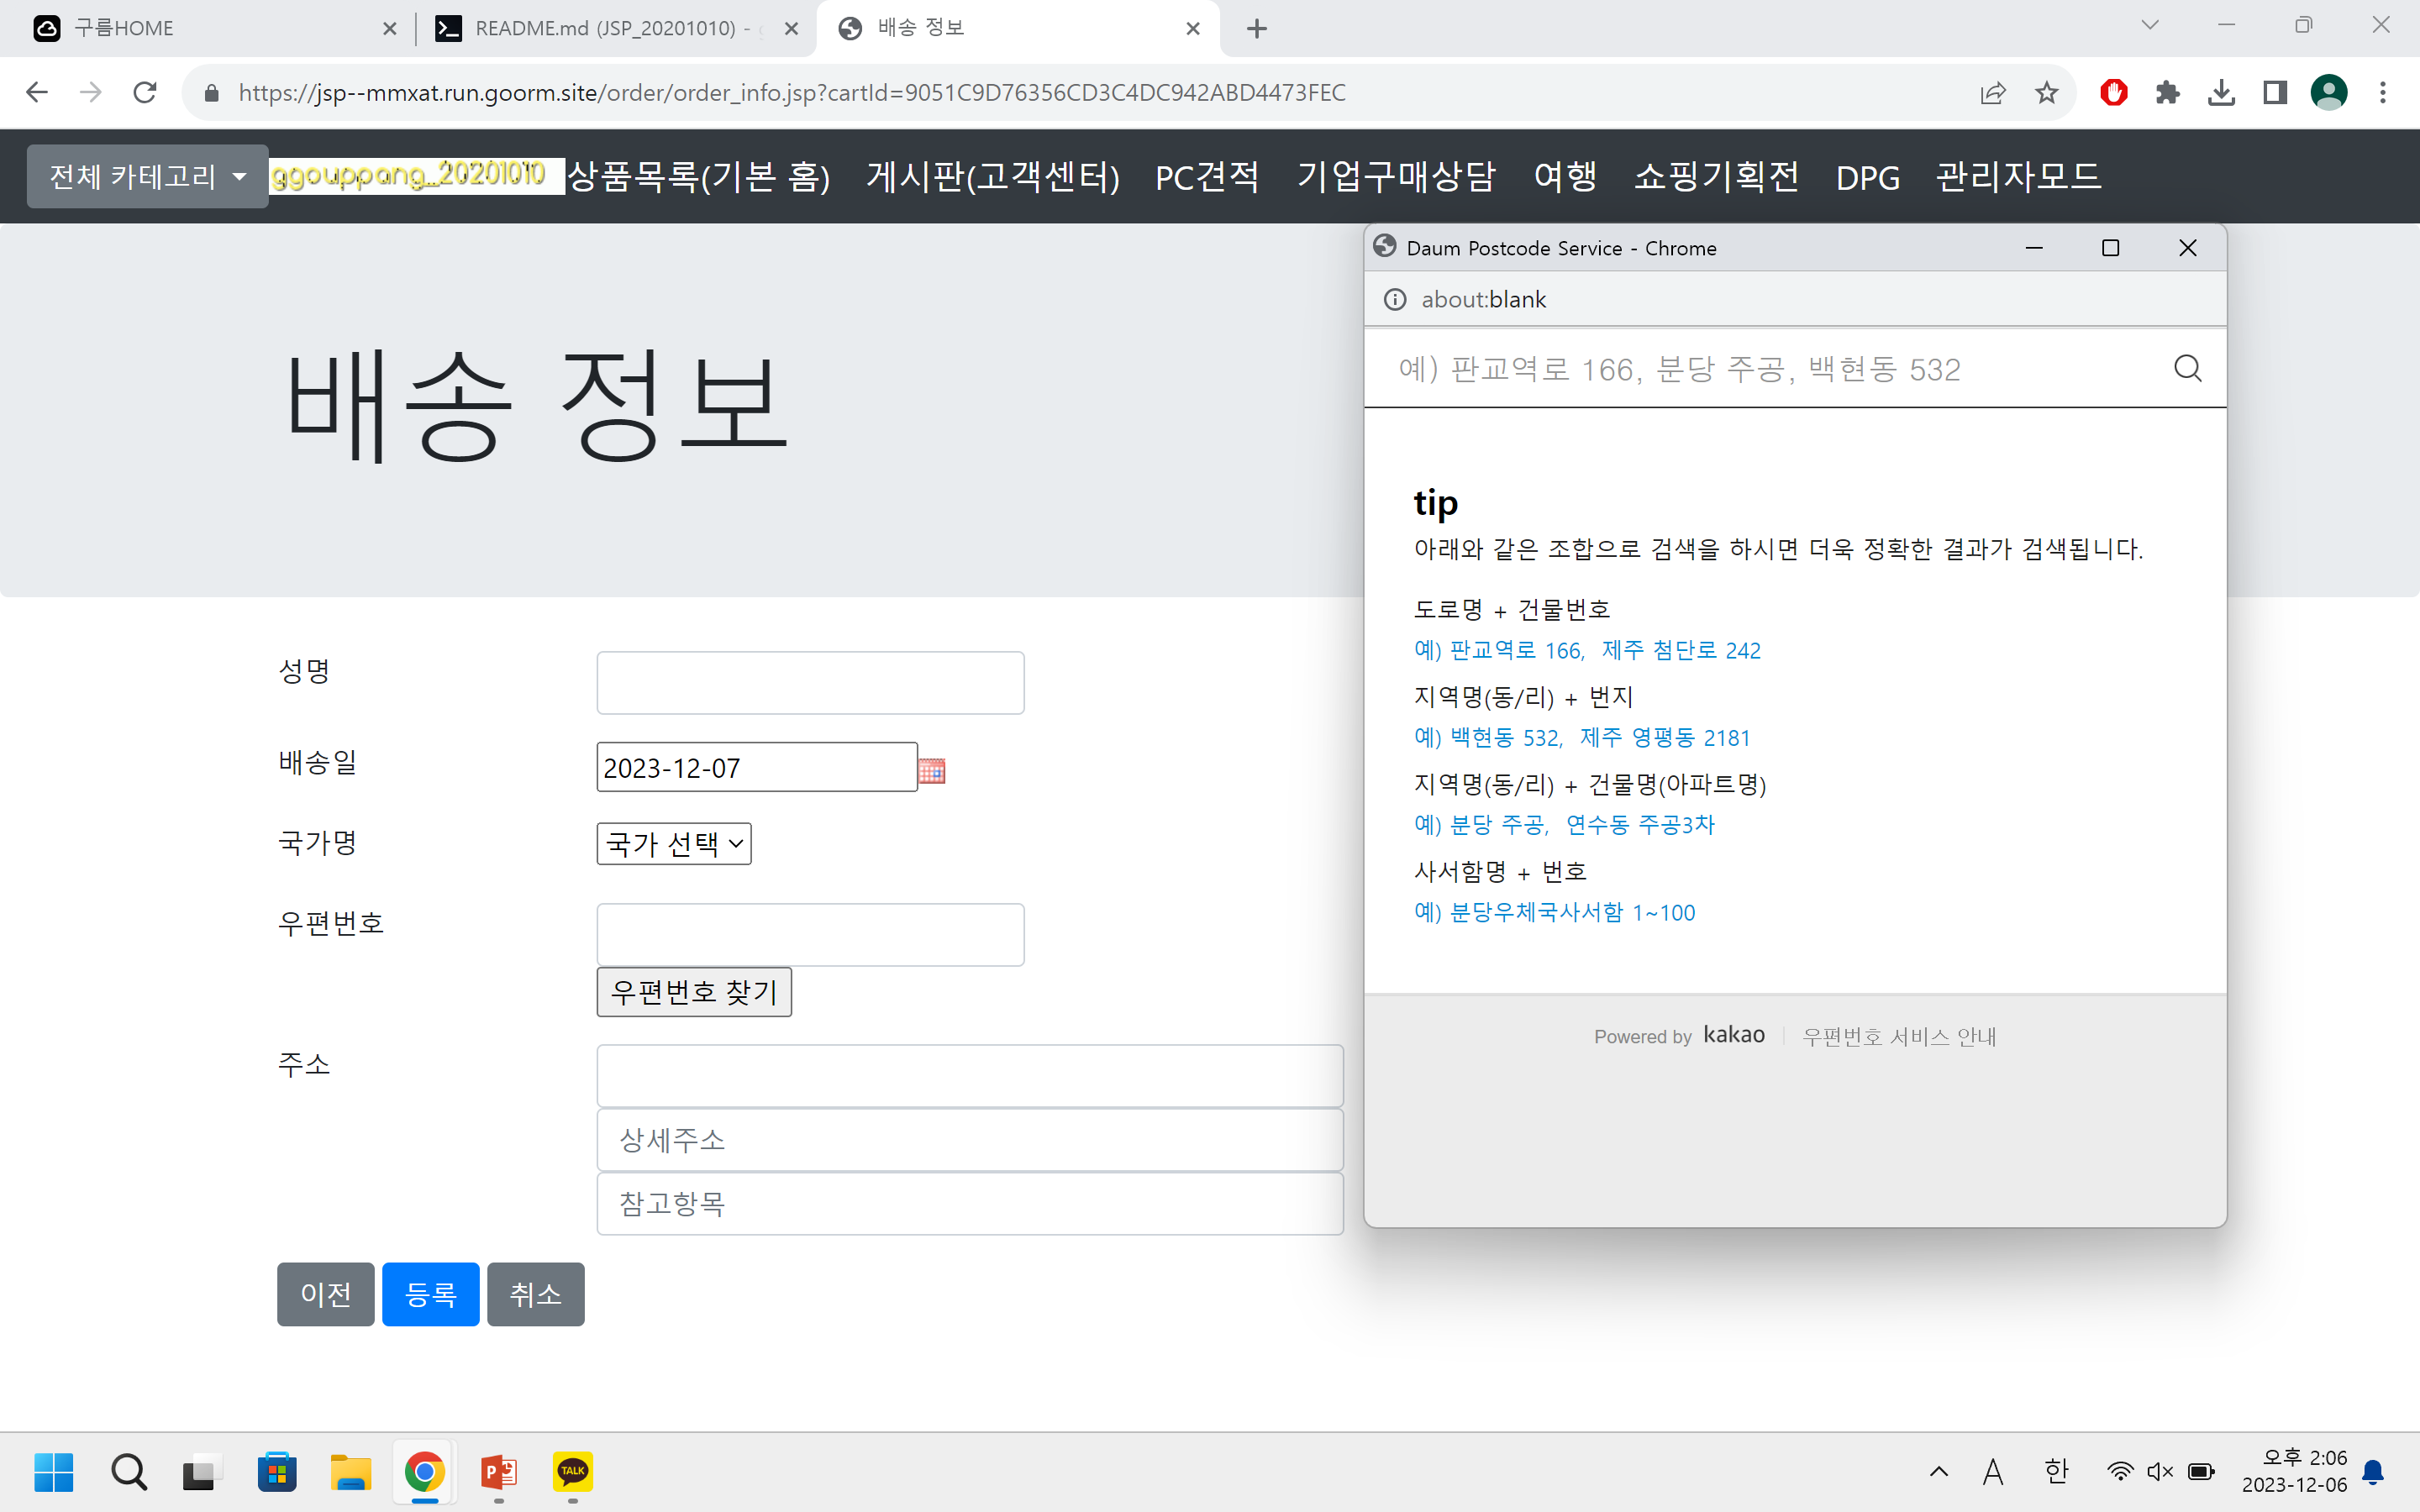 구름HOME
README.md (JSP_20201010) -
배송 정보
https://jsp--mmxat.run.goorm.site/order/order_info.jsp?cartId=9051C9D76356CD3C4DC942ABD4473FEC
전체 카테고리
ggouppang_20201010
상품목록(기본 홈) 게시판(고객센터) PC견적 기업구매상담 여행 쇼핑기획전 DPG 관리자모드
배송 정보
성명
배송일
2023-12-07
국가명
국가 선택
우편번호
우편번호 찾기
주소
상세주소
참고항목
이전
등록
취소
Daum Postcode Service - Chrome
about:blank
예) 판교역로 166, 분당 주공, 백현동 532
tip
아래와 같은 조합으로 검색을 하시면 더욱 정확한 결과가 검색됩니다.
도로명 + 건물번호
예) 판교역로 166, 제주 첨단로 242
지역명(동/리) + 번지
예) 백현동 532, 제주 영평동 2181
지역명(동/리) + 건물명(아파트명)
예) 분당 주공, 연수동 주공3차
사서함명 + 번호
예) 분당우체국사서함 1~100
Powered by kakao
우편번호 서비스 안내
P
TALK
A
한
오후 2:06
2023-12-06